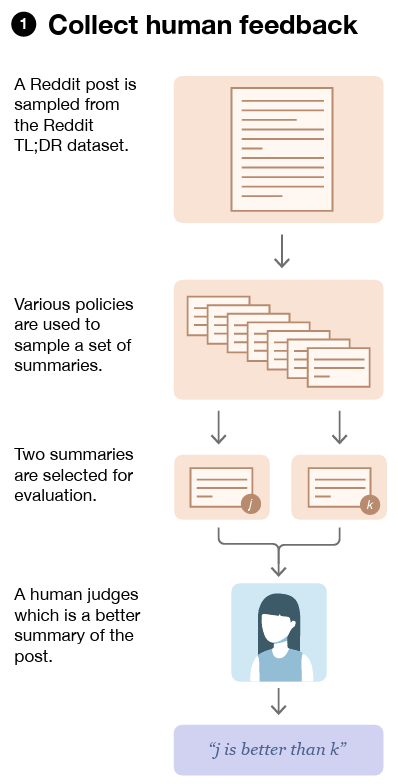 1 Collect human feedback
A Reddit post is
sampled from
the Reddit
TL;DR dataset.
Various policies
are used to
sample a set of
summaries.
Two summaries
are selected for
evaluation.
j
k
A human judges
which is a better
summary of the
post.
“j is better than k”